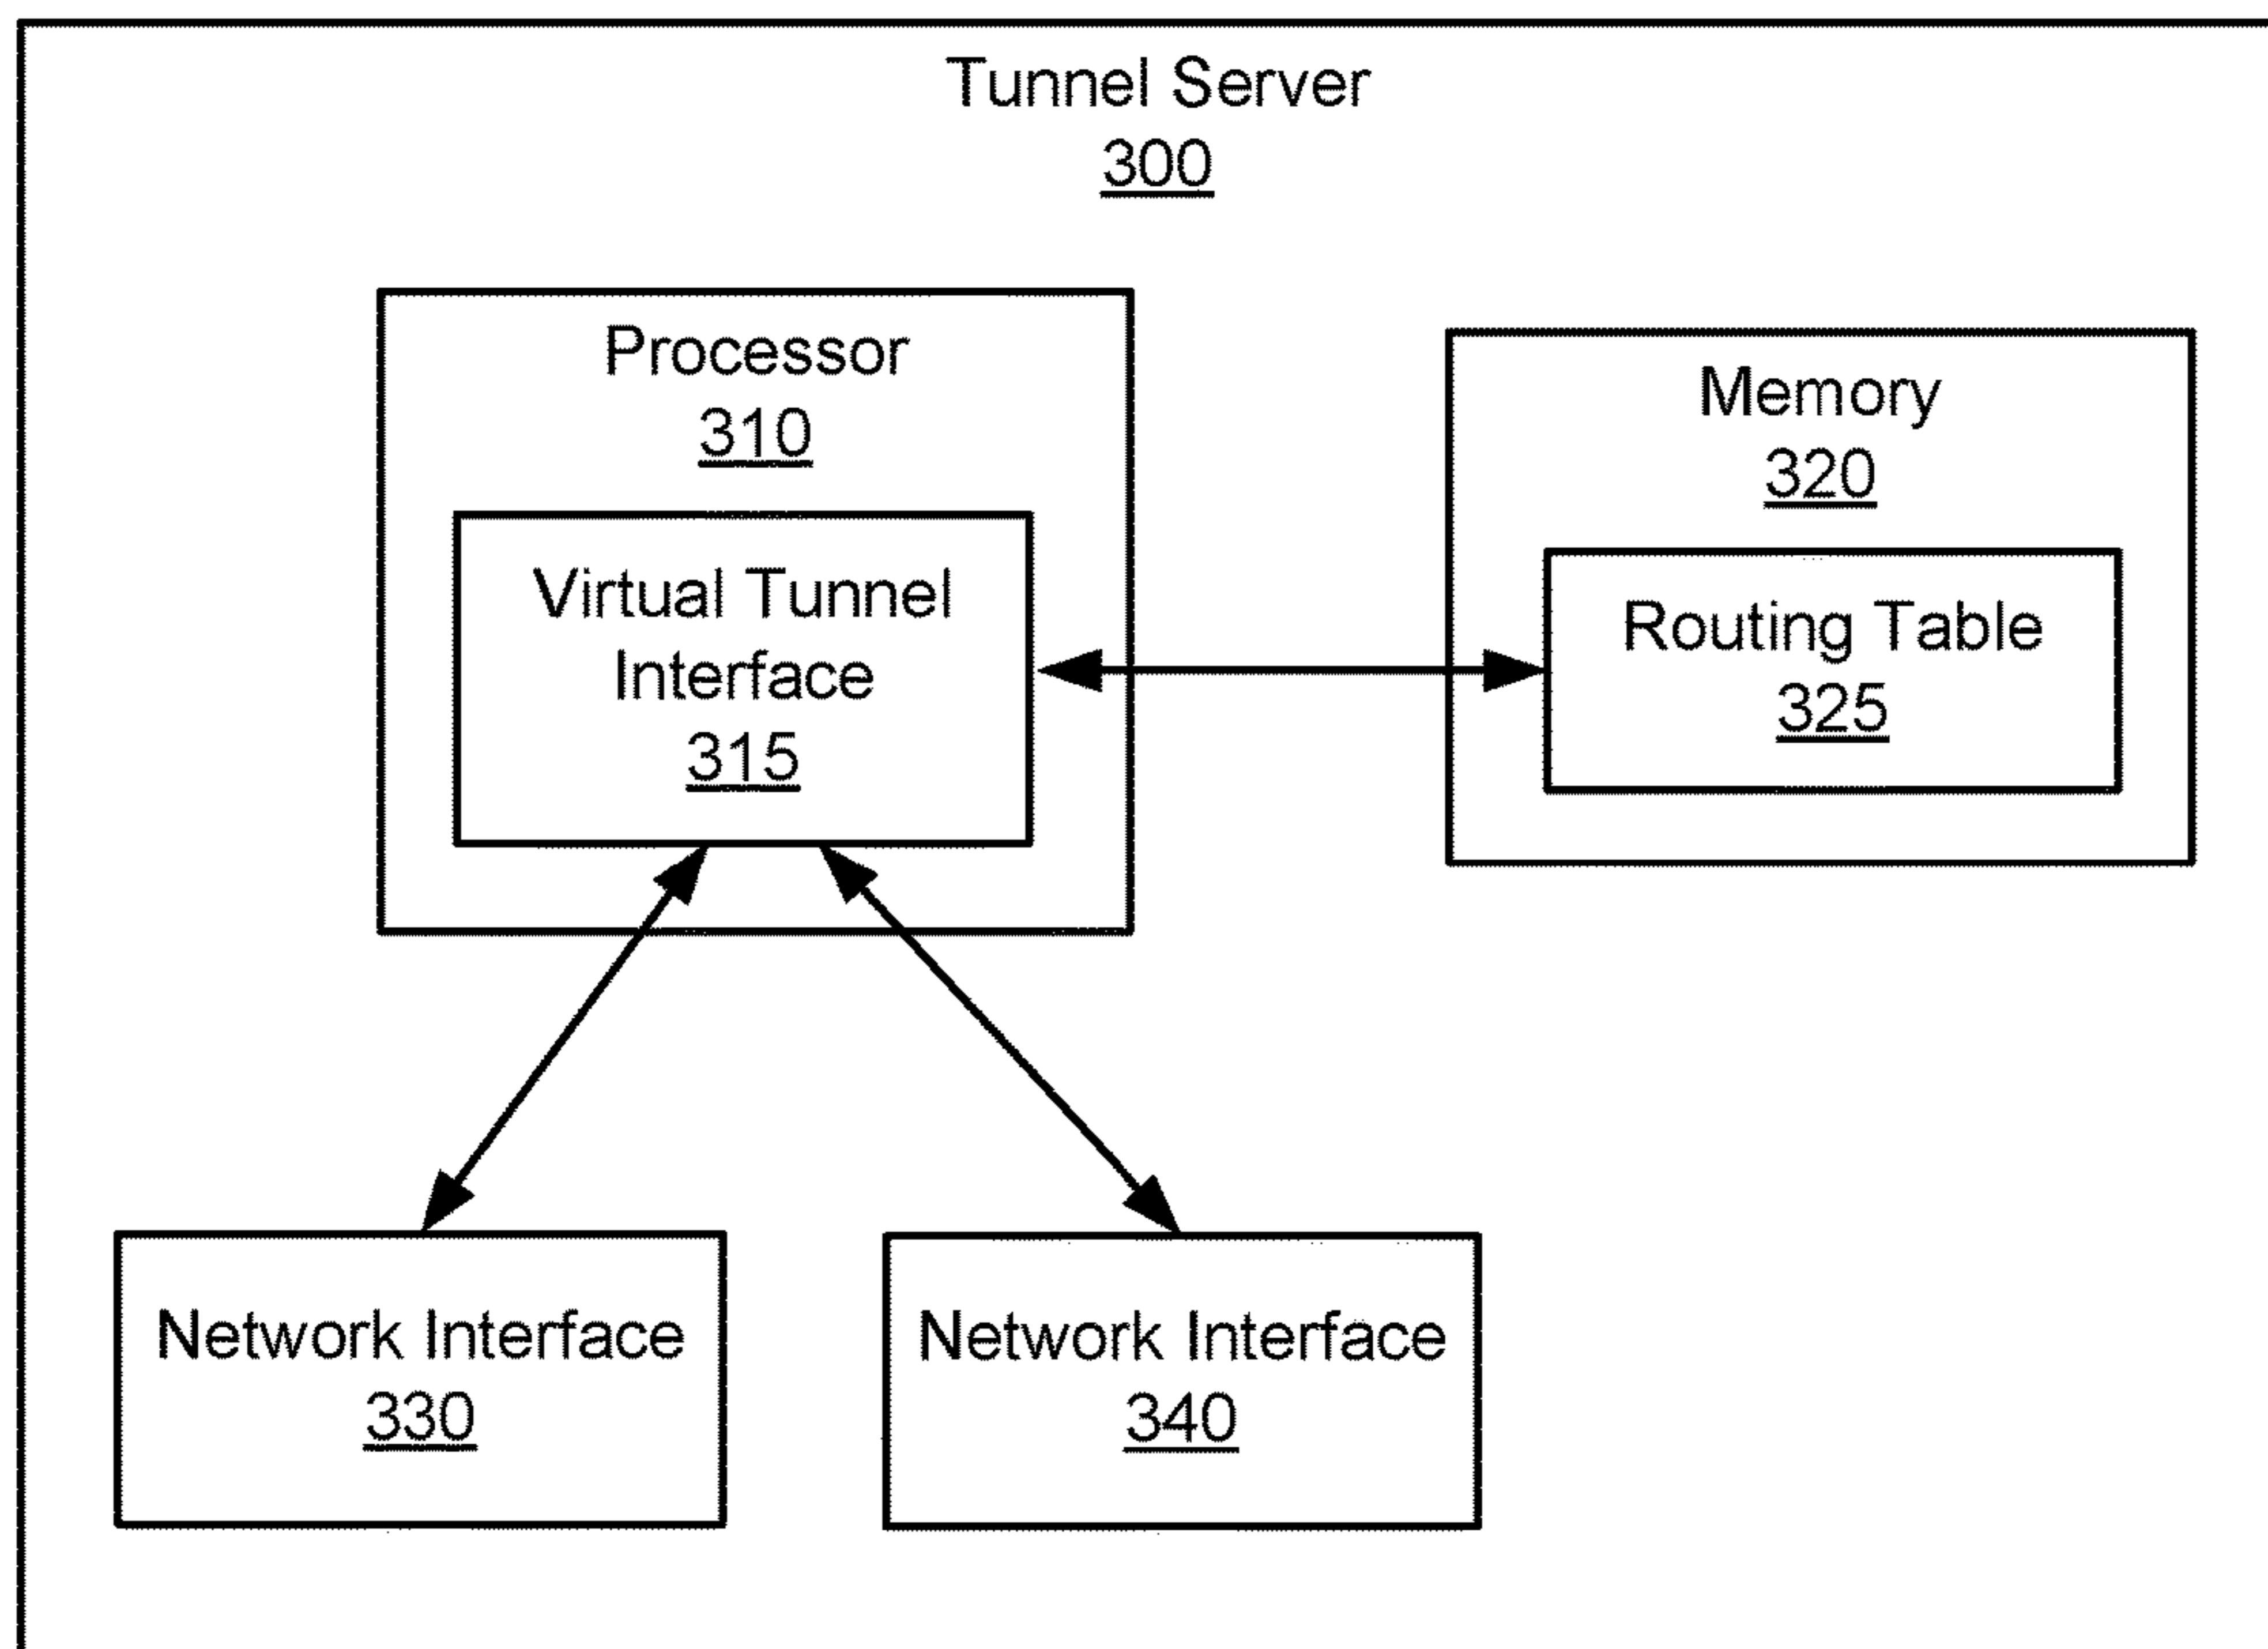 Tunnel Server
300
Processor
310
Virtual Tunnel
Interface
315
Memory
320
Routing Table
325
Network Interface
330
Network Interface
340